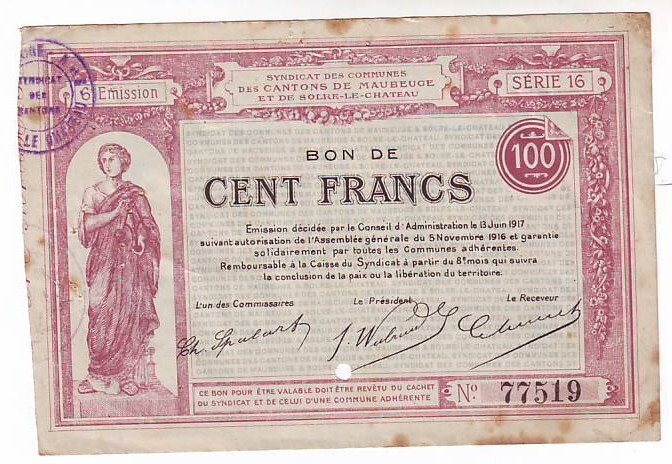 SYNDICAT
DES
CANTONS
6e Emission
SYNDICAT DES COMMUNES
DES CANTONS DE MAUBEUGE
ET DE SOLRE-LE-CHATEAU
SÉRIE 16
BON DE
100
CENT FRANCS
Emission décidée par le Conseil d'Administration le 13 Juin 1917
suivant autorisation de l'Assemblée générale du 5 Novembre 1916 et garantie
solidairement par toutes les Communes adhérentes.
Remboursable à la Caisse du Syndicat à partir du 8e mois qui suivra
la conclusion de la paix ou la libération du territoire.
L'un des Commissaires
Le Président
Le Receveur
CE BON POUR ÊTRE VALABLE DOIT ÊTRE REVÊTU DU CACHET
DU SYNDICAT ET DE CELUI D'UNE COMMUNE ADHÉRENTE
No 77519